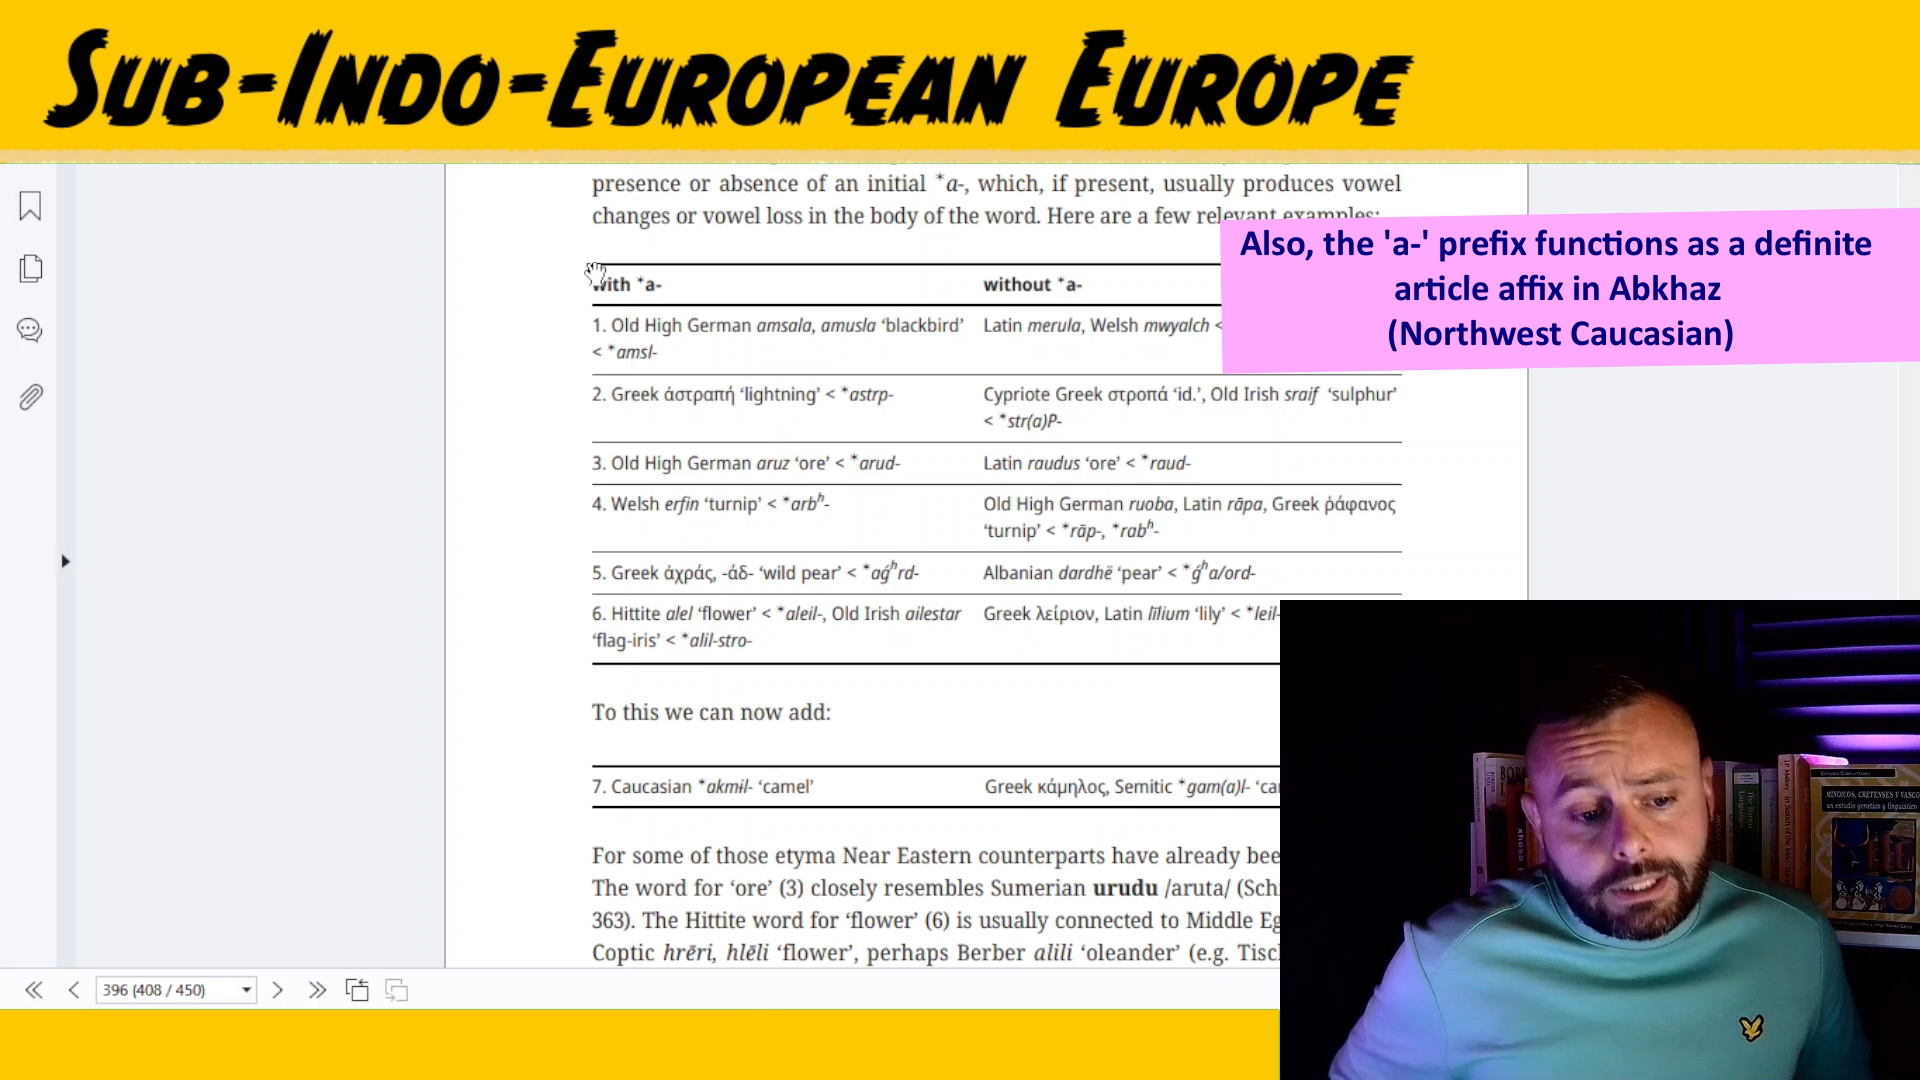 SUB-INDO-EUROPEAN EUROPE
presence or absence of an initial *a-, which, if present, usually produces vowel
changes or vowel loss in the body of the word. Here are a few relevant examples:
Also, the 'a-' prefix functions as a definite
article affix in Abkhaz
(Northwest Caucasian)
with *a-
without *a-
1. Old High German amsala, amusla ‘blackbird’
< *amsl-
Latin merula, Welsh mwyalch <
2. Greek ἀστραπή ‘lightning’ < *astrp-
Cypriote Greek στροπά ‘id.’, Old Irish sraif ‘sulphur’
< *str(a)P-
3. Old High German aruz ‘ore’ < *arud-
Latin raudus ‘ore’ < *raud-
4. Welsh erfin ‘turnip’ < *arbʰ-
Old High German ruoba, Latin rāpa, Greek ῥάφανος
‘turnip’ < *rāp-, *rabʰ-
5. Greek ἀχράς, -άδ- ‘wild pear’ < *aǵʰrd-
Albanian dardhë ‘pear’ < *ǵʰa/ord-
6. Hittite alel ‘flower’ < *aleil-, Old Irish ailestar
‘flag-iris’ < *alil-stro-
Greek λείριον, Latin līlium ‘lily’ < *leil-
To this we can now add:
7. Caucasian *akmɨl- ‘camel’
Greek κάμηλος, Semitic *gam(a)l-
For some of those etyma Near Eastern counterparts have already
The word for ‘ore’ (3) closely resembles Sumerian urudu /aruta/
363). The Hittite word for ‘flower’ (6) is usually connected to Middle
Coptic hrēri, hlēli ‘flower’, perhaps Berber alili ‘oleander’ (e.g.
396 (408 / 450)
MINOICOS, CRETENSES Y VASCO
un estudio genético y lingüístico